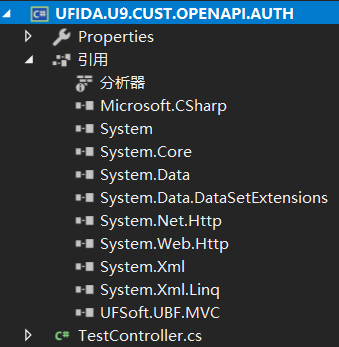 UFIDA.U9.CUST.OPENAPI.AUTH
Properties
引用
分析器
Microsoft.CSharp
System
System.Core
System.Data
System.Data.DataSetExtensions
System.Net.Http
System.Web.Http
System.Xml
System.Xml.Linq
UFSoft.UBF.MVC
C# TestController.cs